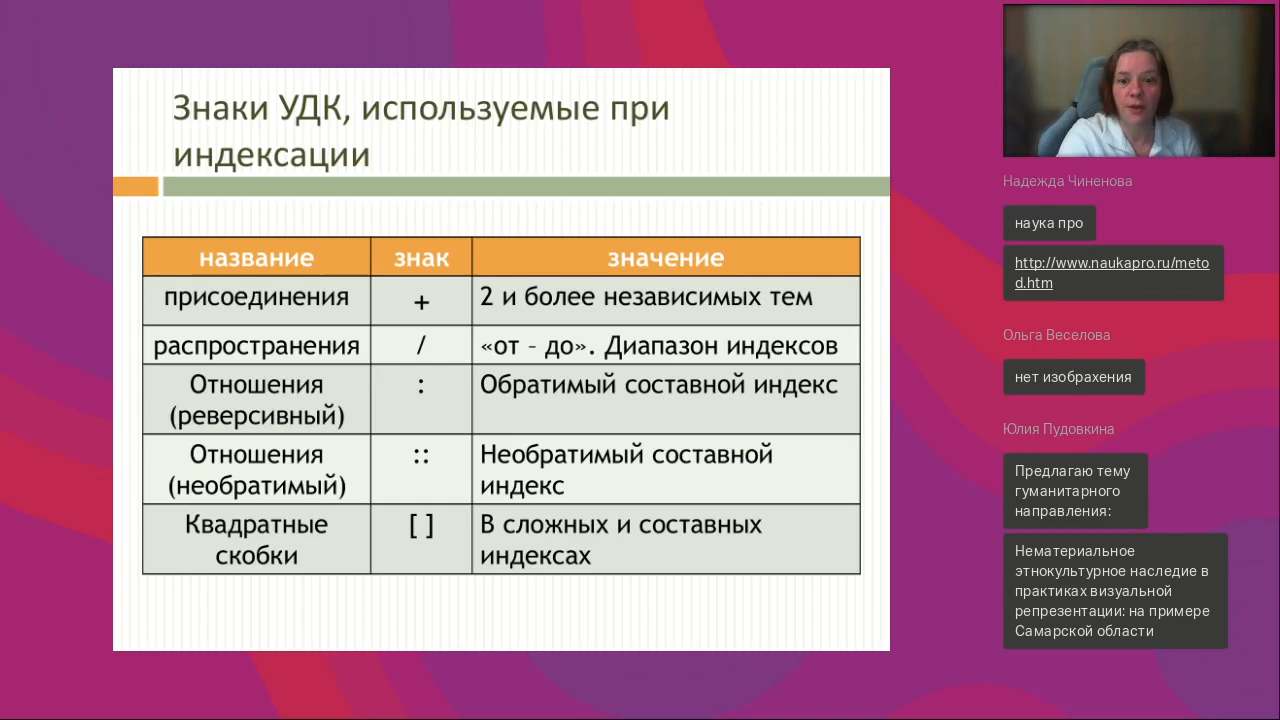 Знаки УДК, используемые при
индексации
название знак значение
присоединения + 2 и более независимых тем
распространения / «от – до». Диапазон индексов
Отношения : Обратимый составной индекс
(реверсивный)
Отношения :: Необратимый составной
(необратимый) индекс
Квадратные [ ] В сложных и составных
скобки индексах
Надежда Чиненова
наука про
http://www.naukapro.ru/meto
d.htm
Ольга Веселова
нет изобрахения
Юлия Пудовкина
Предлагаю тему
гуманитарного
направления:
Нематериальное
этнокультурное наследие в
практиках визуальной
репрезентации: на примере
Самарской области